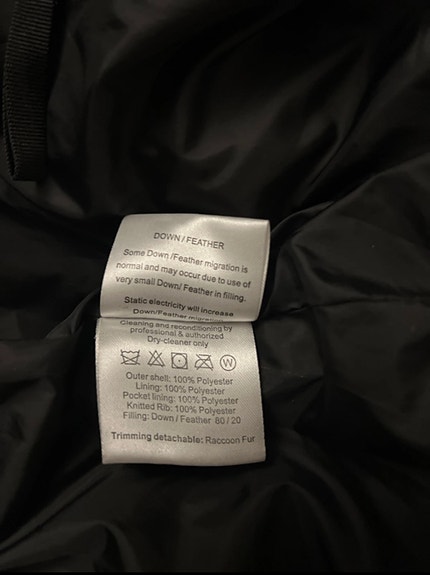 DOWN / FEATHER
Some Down /Feather migration is
normal and may occur due to use of
very small Down/ Feather in filling.
Static electricity will increase
Down/Feather migration
Cleaning and reconditioning by
professional & authorized
Dry-cleaner only
W
Outer shell: 100% Polyester
Lining: 100% Polyester
Pocket lining: 100% Polyester
Knitted Rib: 100% Polyester
Filling: Down / Feather 80 / 20
Trimming detachable: Raccoon Fur